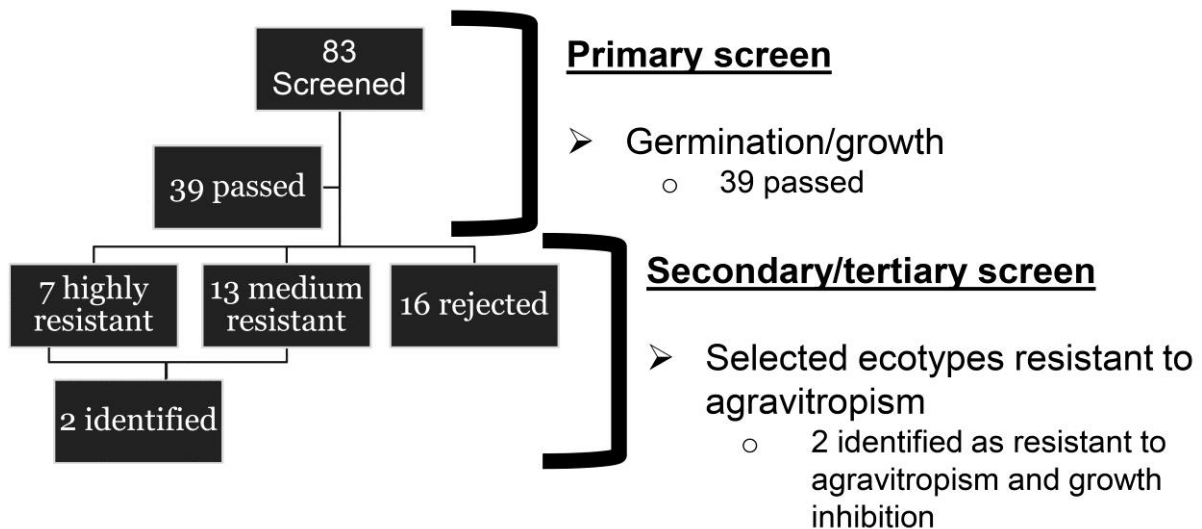 83
Screened
39 passed
7 highly
resistant
13 medium
resistant
16 rejected
2 identified
Primary screen
➢ Germination/growth
o 39 passed
Secondary/tertiary screen
➢ Selected ecotypes resistant to
agravitropism
o 2 identified as resistant to
agravitropism and growth
inhibition